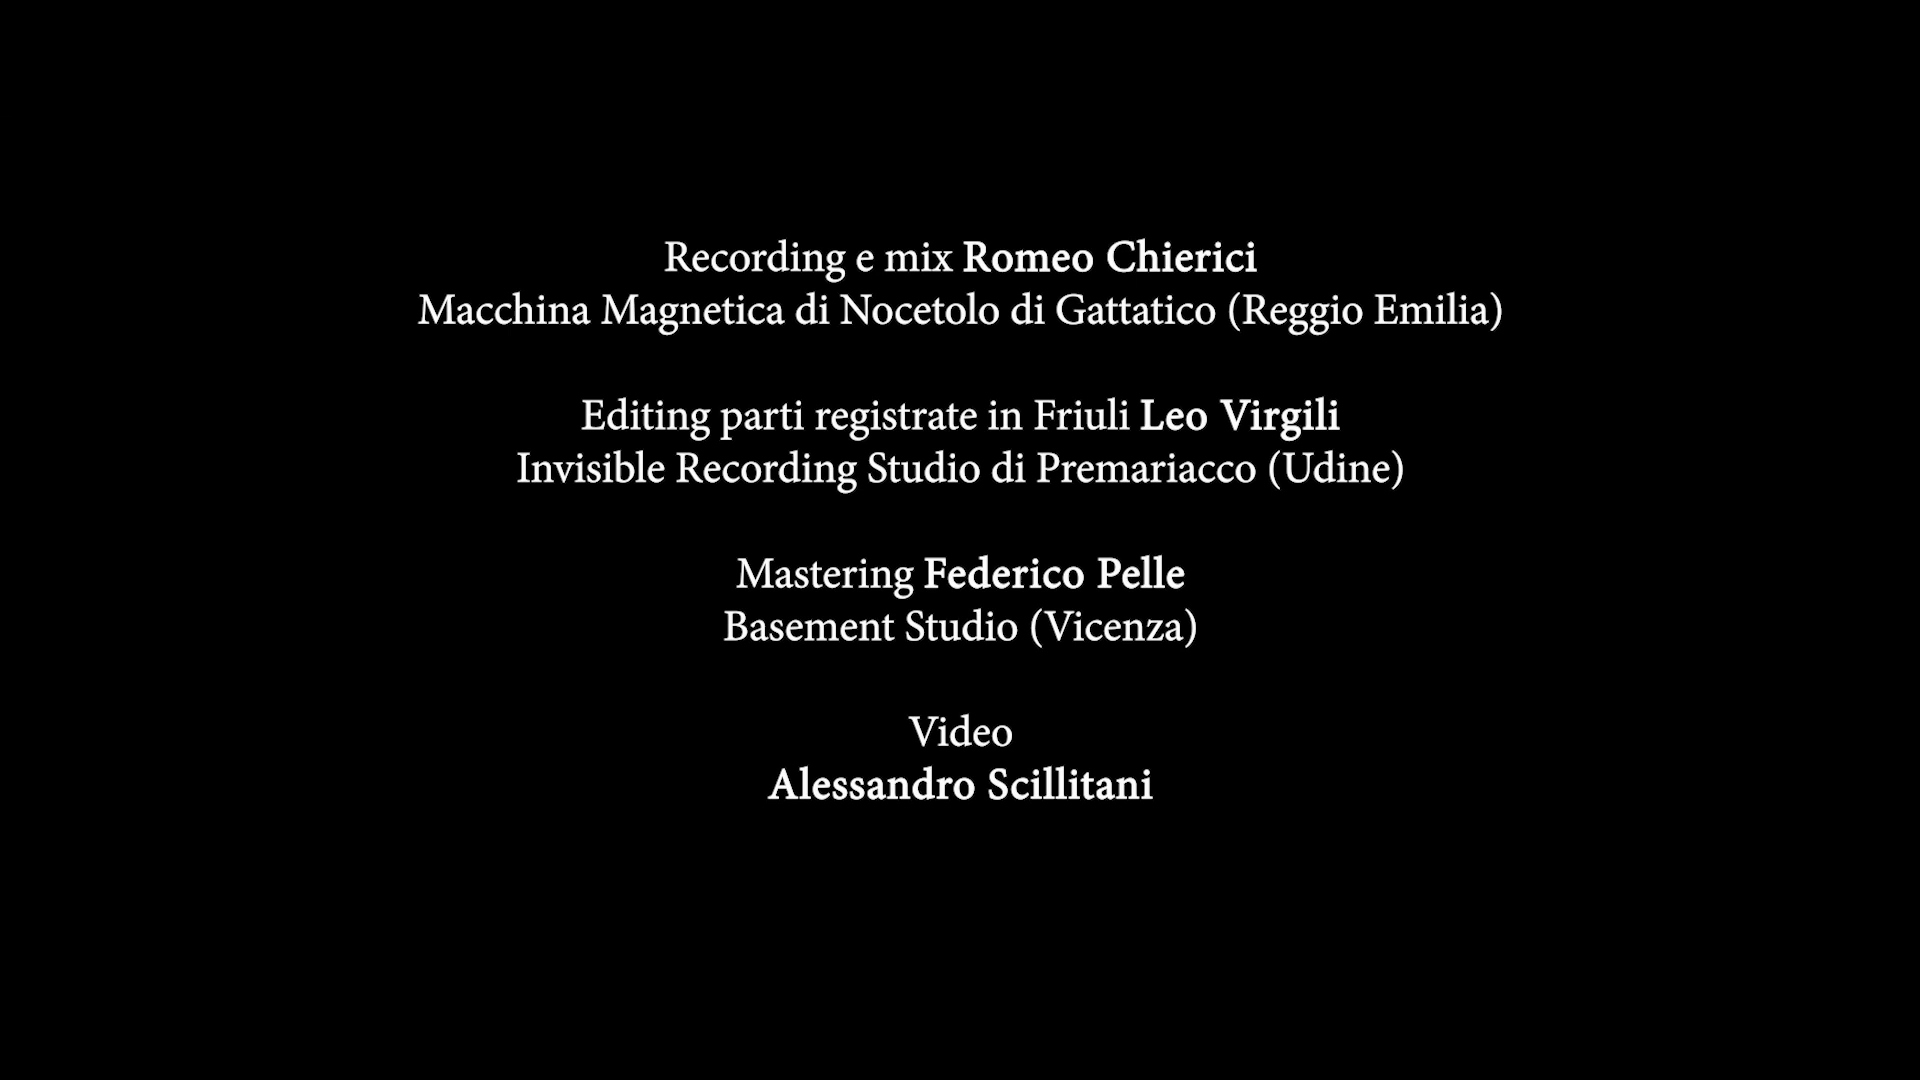 Recording e mix Romeo Chierici
Macchina Magnetica di Nocetolo di Gattatico (Reggio Emilia)
Editing parti registrate in Friuli Leo Virgili
Invisible Recording Studio di Premariacco (Udine)
Mastering Federico Pelle
Basement Studio (Vicenza)
Video
Alessandro Scillitani